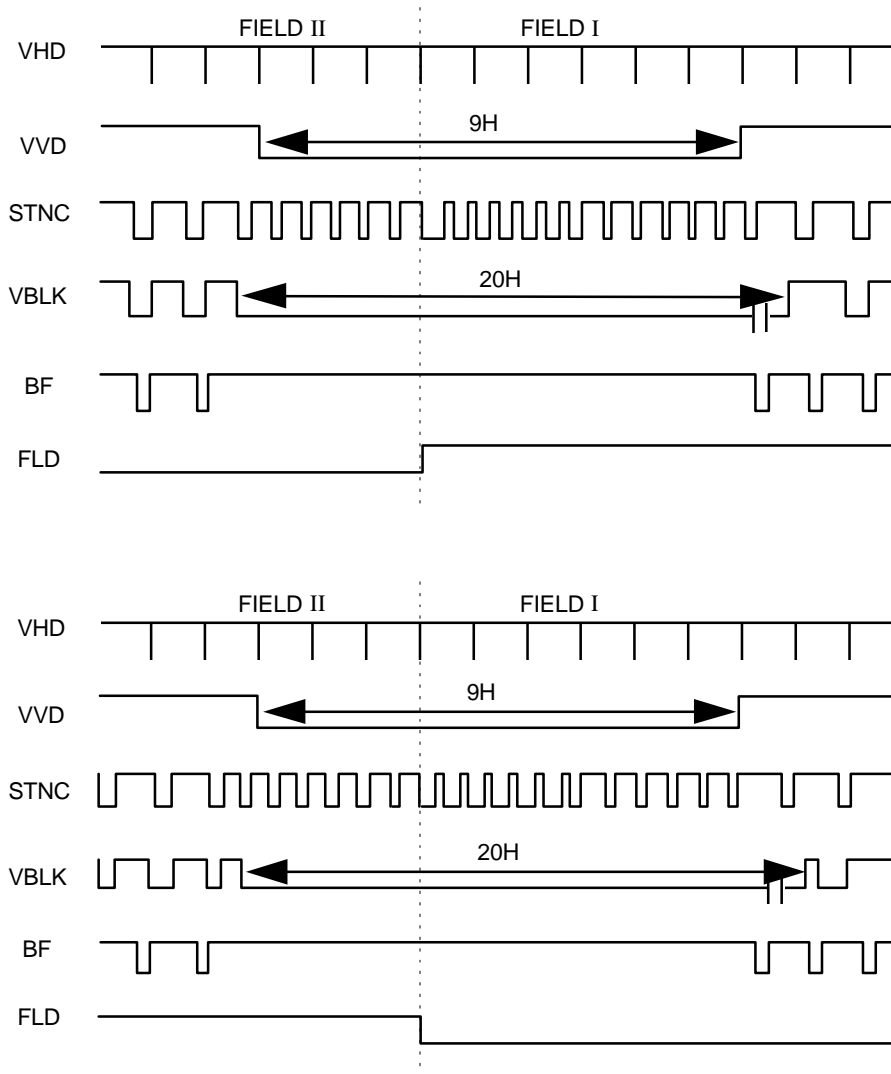 FIELD II FIELD I
VHD
9H
VVD
STNC
20H
VBLK
BF
FLD
FIELD II FIELD I
VHD
9H
VVD
STNC
20H
VBLK
BF
FLD